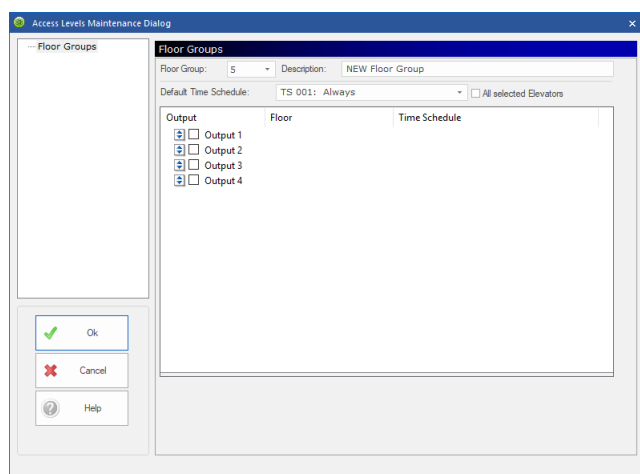 Access Levels Maintenance Dialog
Floor Groups
Floor Groups
Floor Group: 5 Description: NEW Floor Group
Default Time Schedule: TS 001: Always All selected Elevators
Output Floor Time Schedule
Output 1
Output 2
Output 3
Output 4
Ok
Cancel
Help